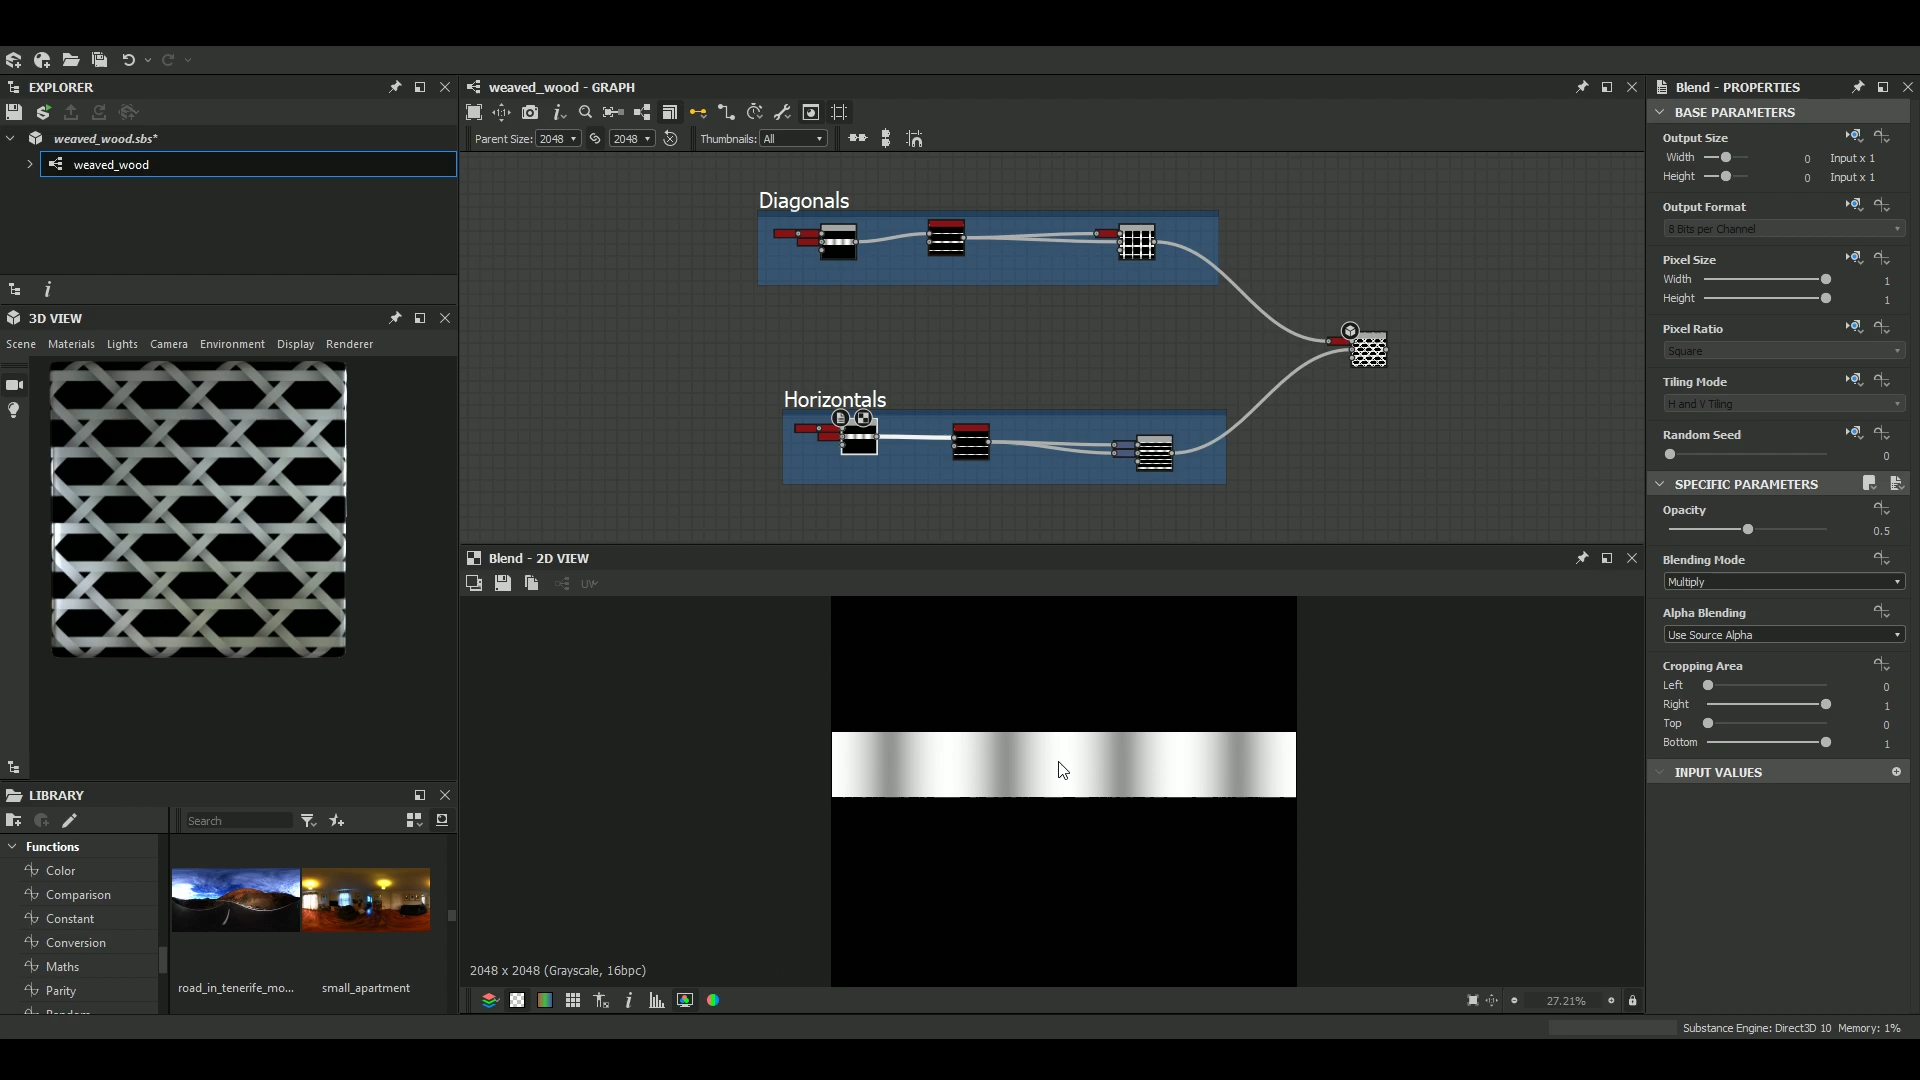 EXPLORER
weaved_wood.sbs*
weaved_wood
3D VIEW
Scene Materials Lights Camera Environment Display Renderer
LIBRARY
Search
Functions
Color
Comparison
Constant
Conversion
Maths
Parity
road_in_tenerife_mo...
small_apartment
weaved_wood - GRAPH
Parent Size: 2048 2048 Thumbnails: All
Diagonals
Horizontals
Blend - 2D VIEW
UV
2048 x 2048 (Grayscale, 16bpc)
27.21%
Blend - PROPERTIES
BASE PARAMETERS
Output Size
Width 0 Input x 1
Height 0 Input x 1
Output Format
8 Bits per Channel
Pixel Size
Width 1
Height 1
Pixel Ratio
Square
Tiling Mode
H and V Tiling
Random Seed
0
SPECIFIC PARAMETERS
Opacity
0.5
Blending Mode
Multiply
Alpha Blending
Use Source Alpha
Cropping Area
Left 0
Right 1
Top 0
Bottom 1
INPUT VALUES
Substance Engine: Direct3D 10 Memory: 1%